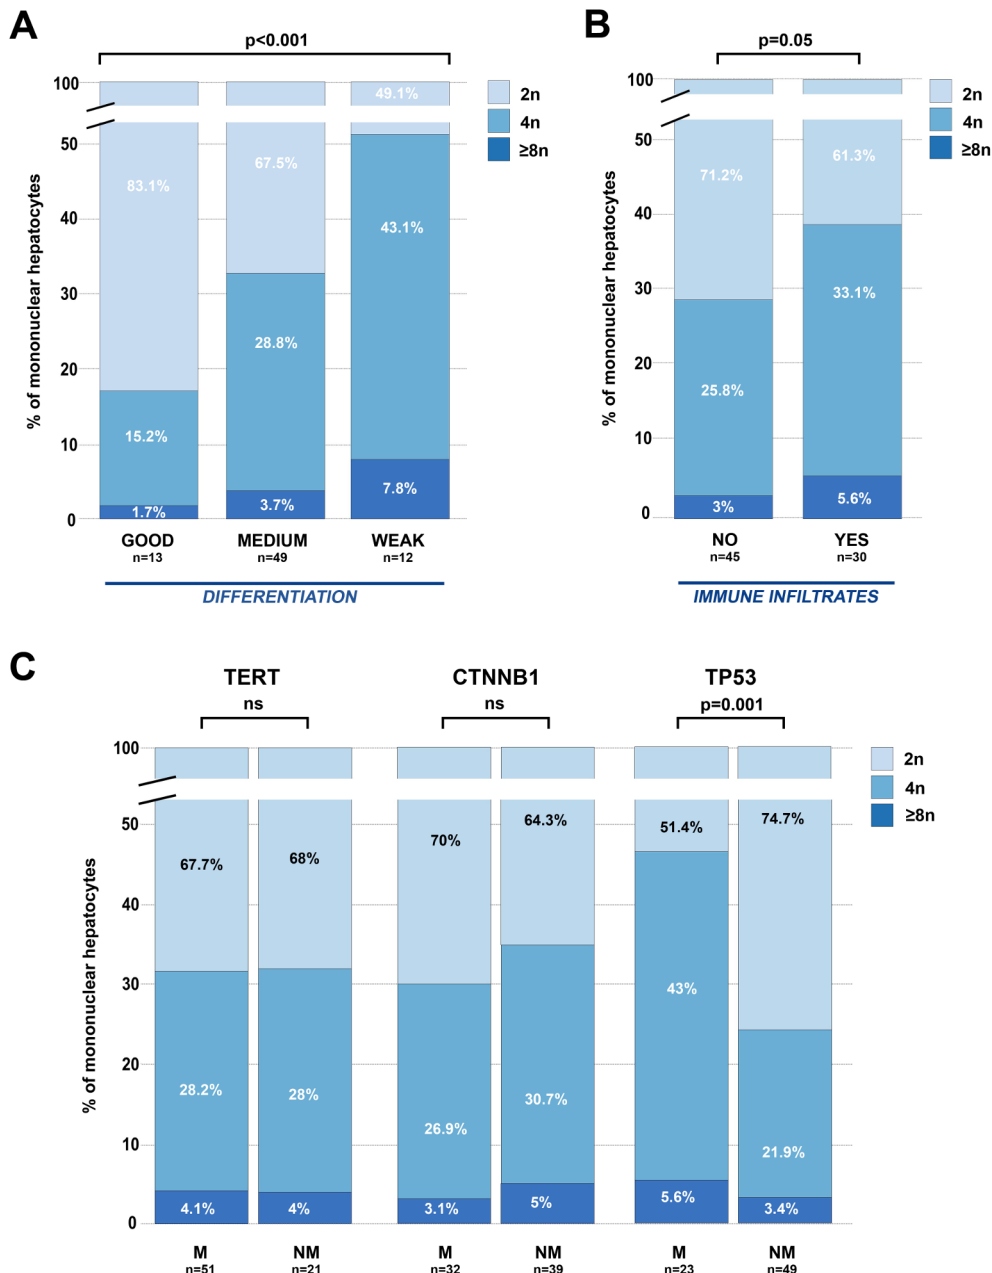 A
p<0.001
% of mononuclear hepatocytes
100
50
40
30
20
10
0
83.1%
15.2%
1.7%
67.5%
28.8%
3.7%
49.1%
43.1%
7.8%
2n
4n
≥8n
GOOD
n=13
MEDIUM
n=49
WEAK
n=12
DIFFERENTIATION
B
p=0.05
% of mononuclear hepatocytes
100
50
40
30
20
10
0
71.2%
25.8%
3%
61.3%
33.1%
5.6%
2n
4n
≥8n
NO
n=45
YES
n=30
IMMUNE INFILTRATES
C
TERT
ns
CTNNB1
ns
TP53
p=0.001
% of mononuclear hepatocytes
100
50
40
30
20
10
0
67.7%
28.2%
4.1%
68%
28%
4%
70%
26.9%
3.1%
64.3%
30.7%
5%
51.4%
43%
5.6%
74.7%
21.9%
3.4%
2n
4n
≥8n
M
n=51
NM
n=21
M
n=32
NM
n=39
M
n=23
NM
n=49